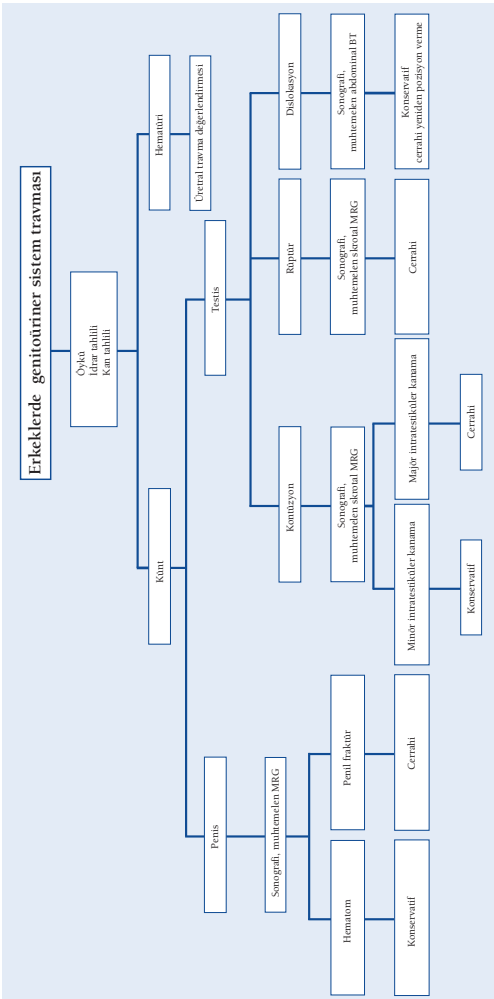 Erkeklerde genitoüriner sistem travması
Öykü
İdrar tahlili
Kan tahlili
Künt
Hematüri
Üretral travma değerlendirmesi
Penis
Testis
Sonografi, muhtemelen MRG
Hematom
Penil fraktür
Konservatif
Cerrahi
Kontüzyon
Rüptür
Dislokasyon
Sonografi,
muhtemelen skrotal MRG
Sonografi,
muhtemelen skrotal MRG
Sonografi,
muhtemelen abdominal BT
Minör intratestiküler kanama
Majör intratestiküler kanama
Cerrahi
Konservatif
cerrahi yeniden pozisyon verme
Konservatif
Cerrahi